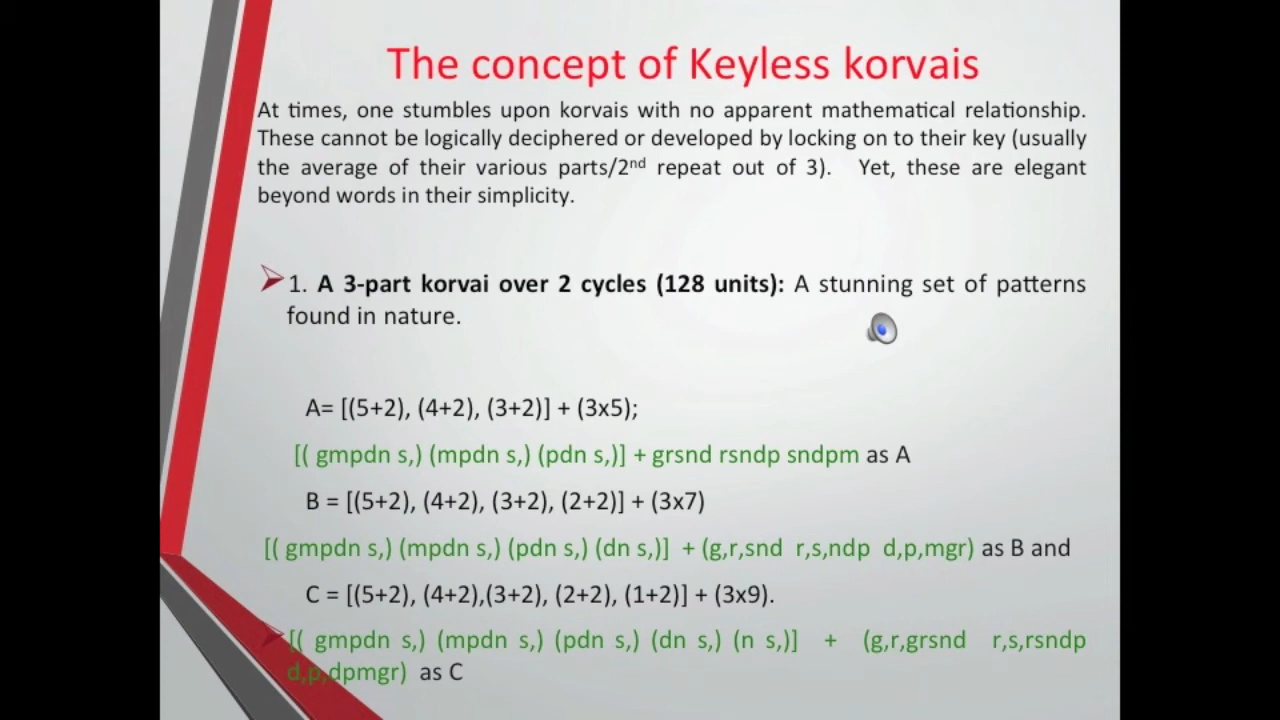 The concept of Keyless korvais
At times, one stumbles upon korvais with no apparent mathematical relationship.
These cannot be logically deciphered or developed by locking on to their key (usually
the average of their various parts/2nd repeat out of 3). Yet, these are elegant
beyond words in their simplicity.
1. A 3-part korvai over 2 cycles (128 units): A stunning set of patterns
found in nature.
A= [(5+2), (4+2), (3+2)] + (3x5);
[( gmpdn s,) (mpdn s,) (pdn s,)] + grsnd rsndp sndpm as A
B = [(5+2), (4+2), (3+2), (2+2)] + (3x7)
[( gmpdn s,) (mpdn s,) (pdn s,) (dn s,)] + (g,r,snd r,s,ndp d,p,mgr) as B and
C = [(5+2), (4+2),(3+2), (2+2), (1+2)] + (3x9).
[( gmpdn s,) (mpdn s,) (pdn s,) (dn s,) (n s,)] + (g,r,grsnd r,s,rsndp
d,p,dpmgr) as C